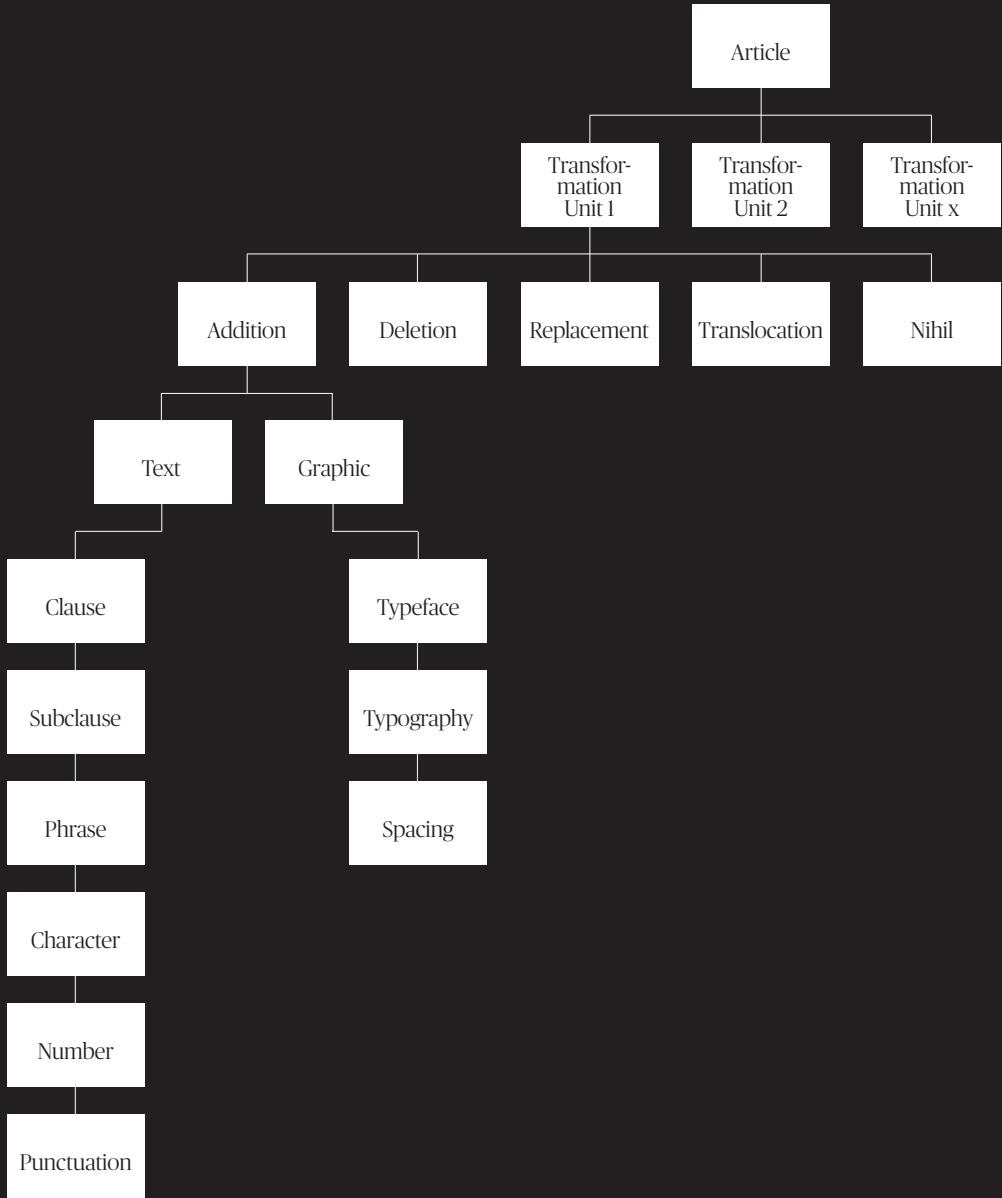 Article
Transfor-
mation
Unit 1
Transfor-
mation
Unit 2
Transfor-
mation
Unit x
Addition
Deletion
Replacement
Translocation
Nihil
Text
Graphic
Clause
Typeface
Subclause
Typography
Phrase
Spacing
Character
Number
Punctuation